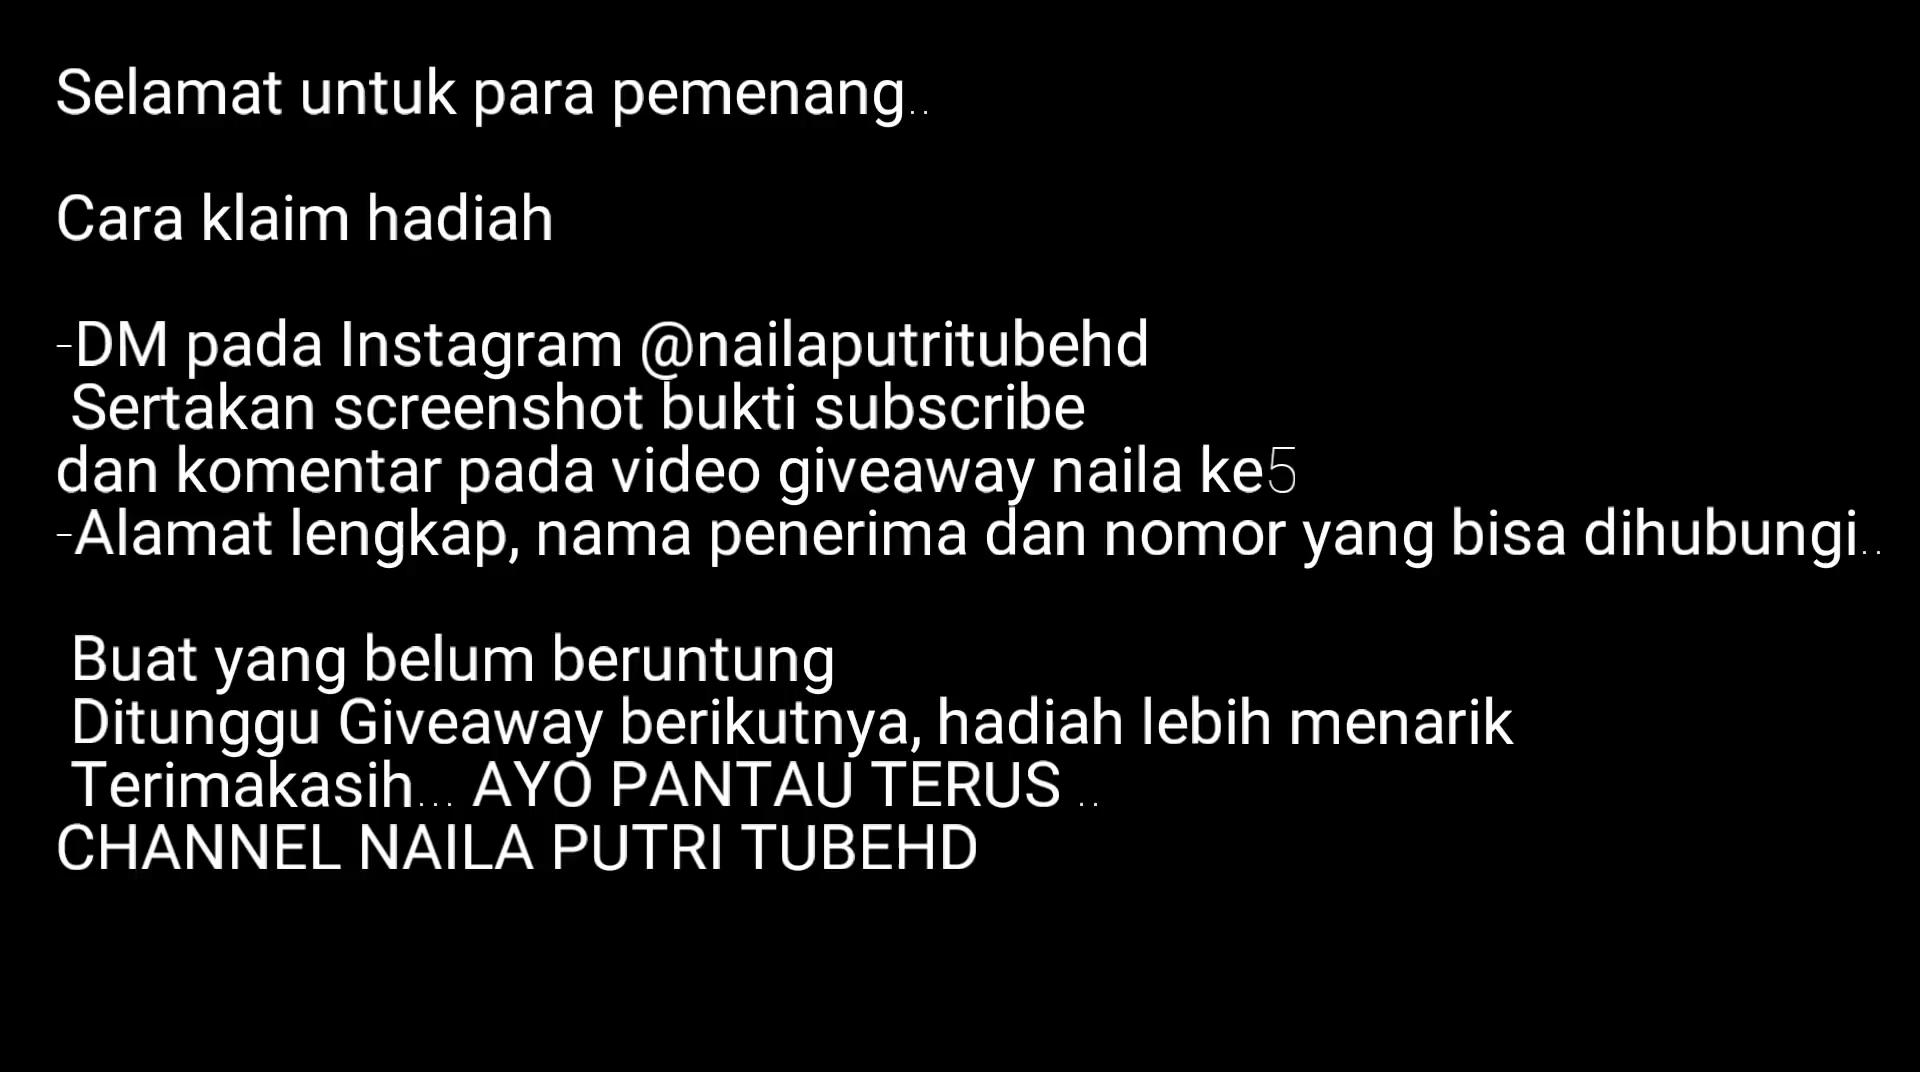 Selamat untuk para pemenang..
Cara klaim hadiah
-DM pada Instagram @nailaputritubehd
Sertakan screenshot bukti subscribe
dan komentar pada video giveaway naila ke5
-Alamat lengkap, nama penerima dan nomor yang bisa dihubungi..
Buat yang belum beruntung
Ditunggu Giveaway berikutnya, hadiah lebih menarik
Terimakasih... AYO PANTAU TERUS ..
CHANNEL NAILA PUTRI TUBEHD